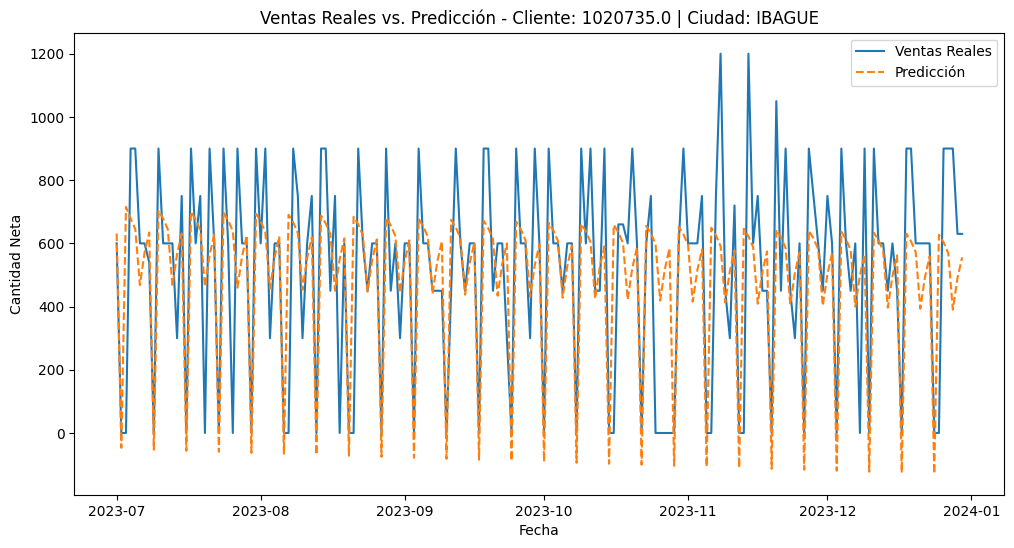 Ventas Reales vs. Predicción - Cliente: 1020735.0 | Ciudad: IBAGUE
Ventas Reales
Predicción
Cantidad Neta
1200
1000
800
600
400
200
0
2023-07
2023-08
2023-09
2023-10
2023-11
2023-12
2024-01
Fecha